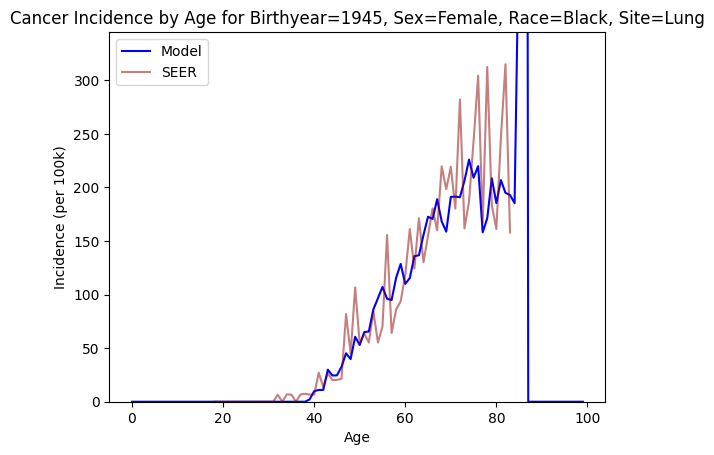 Cancer Incidence by Age for Birthyear=1945, Sex=Female, Race=Black, Site=Lung
Model
SEER
300
250
200
150
100
50
0
Incidence (per 100k)
0 20 40 60 80 100
Age